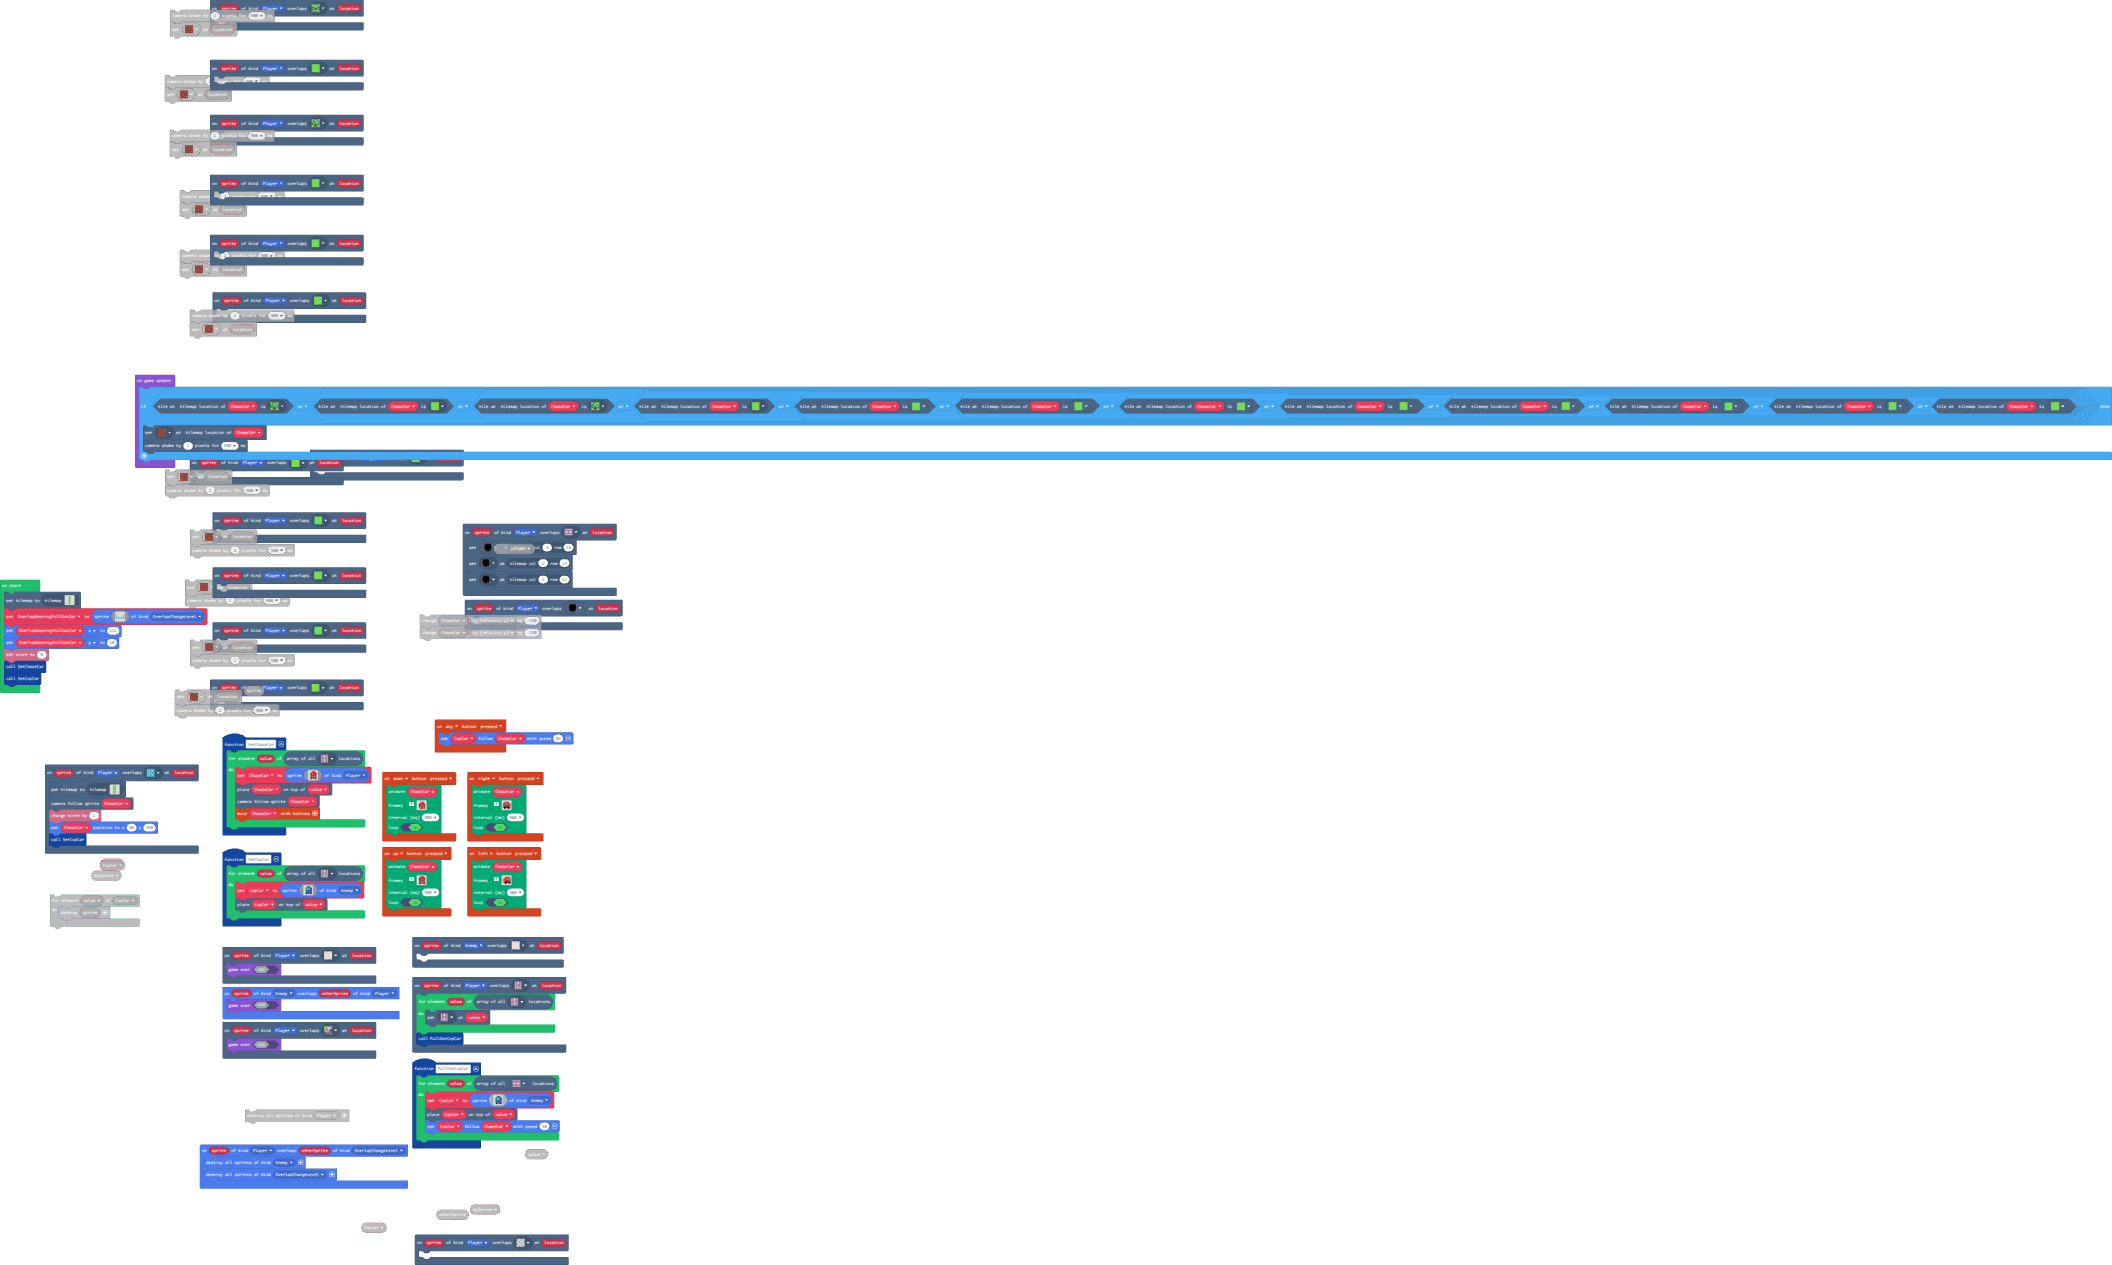 on sprite of kind Player overlaps at location
camera shake by 2 pixels for 500 ms
set at location
on sprite of kind Player overlaps at location
camera shake by
set at location
on sprite of kind Player overlaps at location
camera shake by 2 pixels for 500 ms
set at location
on sprite of kind Player overlaps at location
camera shake
set at location
on sprite of kind Player overlaps at location
camera shake
set at location
on sprite of kind Player overlaps at location
camera shake by 2 pixels for 500 ms
set at location
on game update
if tile at tilemap location of ChaseCar is or tile at tilemap location of ChaseCar is or tile at tilemap location of ChaseCar is or tile at tilemap location of ChaseCar is or tile at tilemap location of ChaseCar is or tile at tilemap location of ChaseCar is or tile at tilemap location of ChaseCar is or tile at tilemap location of ChaseCar is or tile at tilemap location of ChaseCar is or tile at tilemap location of ChaseCar is or tile at tilemap location of ChaseCar is or tile at tilemap location of ChaseCar is then
set at tilemap location of ChaseCar
camera shake by pixels for 500 ms
on sprite of kind Player overlaps at location
set at location
camera shake by 2 pixels for 500 ms
on sprite of kind Player overlaps at location
set at location
camera shake by 2 pixels for 500 ms
on sprite of kind Player overlaps at location
set
camera shake by 2 pixels for 500 ms
on sprite of kind Player overlaps at location
set at location
camera shake by 2 pixels for 500 ms
on sprite of kind Player overlaps at location
set at location
camera shake by 2 pixels for 500 ms
on sprite of kind Player overlaps at location
set column col row
set at tilemap col row
set at tilemap col row
on sprite of kind Player overlaps at location
change ChaseCar by
change ChaseCar by
on start
set tilemap to tilemap
set OverlapDestroyPullOutCar to sprite of kind OverlapChangeLevel
set OverlapDestroyPullOutCar x to
set OverlapDestroyPullOutCar to
set score to
call SetChaseCar
call SetCopCar
on any button pressed
set CopCar follow ChaseCar with speed
function SetChaseCar
for element value of array of all locations
do set ChaseCar to sprite of kind Player
place ChaseCar on top of value
camera follow sprite ChaseCar
move ChaseCar with buttons
on sprite of kind Player overlaps at location
set tilemap to tilemap
camera follow sprite ChaseCar
change score by 1
set ChaseCar position to x y
call SetCopCar
CopCar
mySprite
for element value of CopCar
do destroy sprite
on down button pressed
animate ChaseCar
frames
interval (ms) 500
loop
on right button pressed
animate ChaseCar
frames
interval (ms) 500
loop
on up button pressed
animate ChaseCar
frames
interval (ms) 500
loop
on left button pressed
animate ChaseCar
frames
interval (ms) 500
loop
function SetCopCar
for element value of array of all locations
do set CopCar to sprite of kind Enemy
place CopCar on top of value
on sprite of kind Player overlaps at location
game over
on sprite of kind Enemy overlaps otherSprite of kind Player
game over
on sprite of kind Player overlaps at location
game over
on sprite of kind Enemy overlaps at location
on sprite of kind Player overlaps at location
for element value of array of all locations
do set at value
call PullOutCopCar
function PullOutCopCar
for element value of array of all locations
do set CopCar to sprite of kind Enemy
place CopCar on top of value
set CopCar follow ChaseCar with speed
value
destroy all sprites of kind Player
on sprite of kind Player overlaps otherSprite of kind OverlapChangeLevel
destroy all sprites of kind Enemy
destroy all sprites of kind OverlapChangeLevel
mySprite
otherSprite
CopCar
on sprite of kind Player overlaps at location